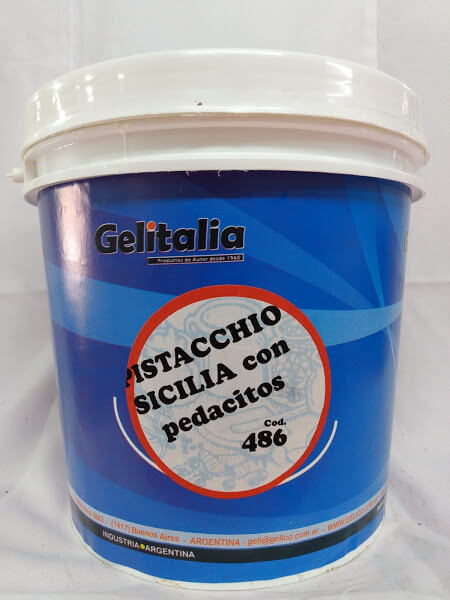 Gelitalia
Productos de Autor desde 1960
PISTACCHIO
SICILIA con
pedacitos
Cod.
486
(1417) Buenos Aires - ARGENTINA - geli@gelico.com.ar -
INDUSTRIA ARGENTINA